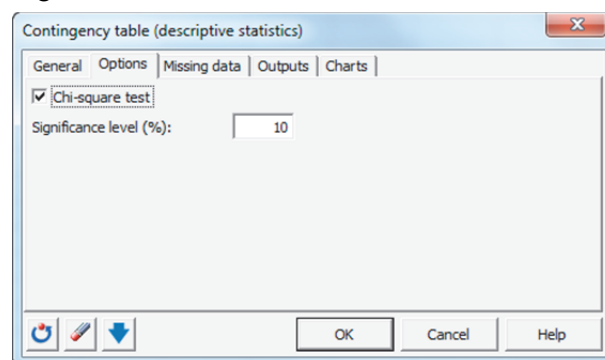 Contingency table (descriptive statistics)
General Options Missing data Outputs Charts
Chi-square test
Significance level (%): 10
OK Cancel Help